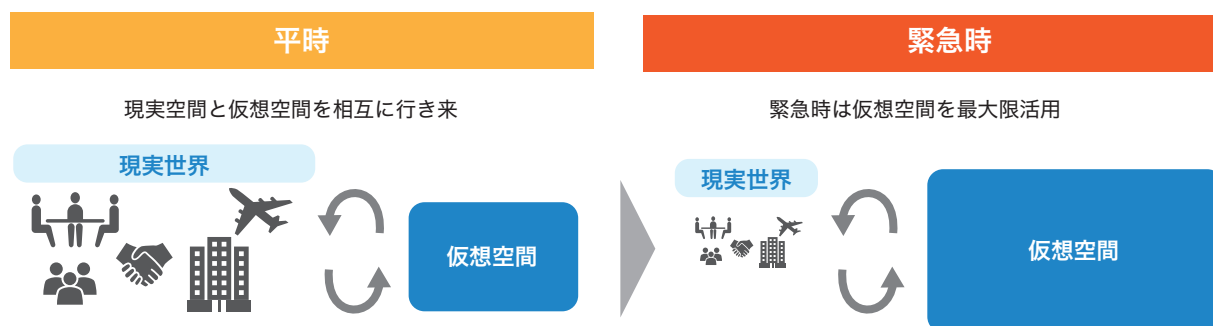 平時
現実空間と仮想空間を相互に行き来
現実世界
仮想空間
緊急時
緊急時は仮想空間を最大限活用
現実世界
仮想空間